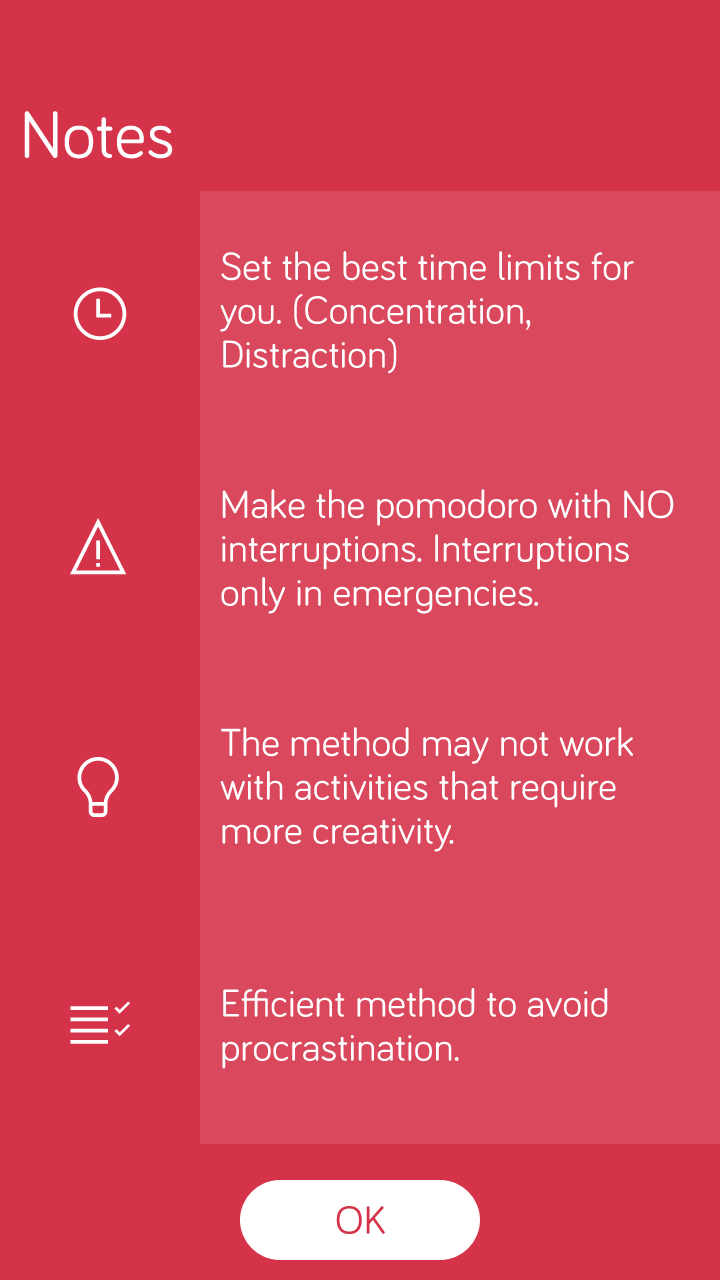 Notes
Set the best time limits for
you. (Concentration,
Distraction)
Make the pomodoro with NO
interruptions. Interruptions
only in emergencies.
The method may not work
with activities that require
more creativity.
Efficient method to avoid
procrastination.
OK